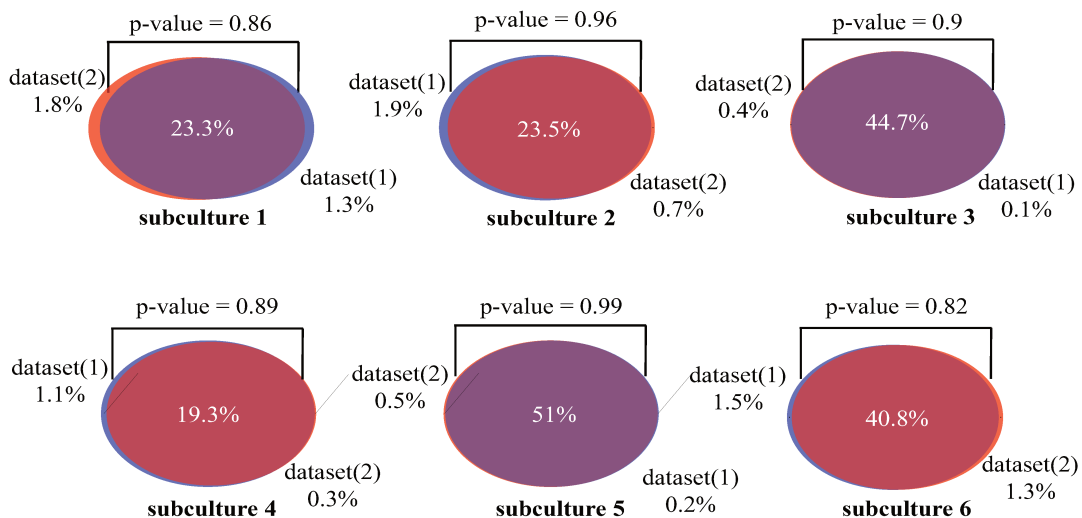 p-value = 0.86
dataset(2)
1.8%
23.3%
dataset(1)
1.3%
subculture 1
p-value = 0.96
dataset(1)
1.9%
23.5%
dataset(2)
0.7%
subculture 2
p-value = 0.9
dataset(2)
0.4%
44.7%
dataset(1)
0.1%
subculture 3
p-value = 0.89
dataset(1)
1.1%
19.3%
dataset(2)
0.3%
subculture 4
p-value = 0.99
dataset(2)
0.5%
51%
dataset(1)
0.2%
subculture 5
p-value = 0.82
dataset(1)
1.5%
40.8%
dataset(2)
1.3%
subculture 6